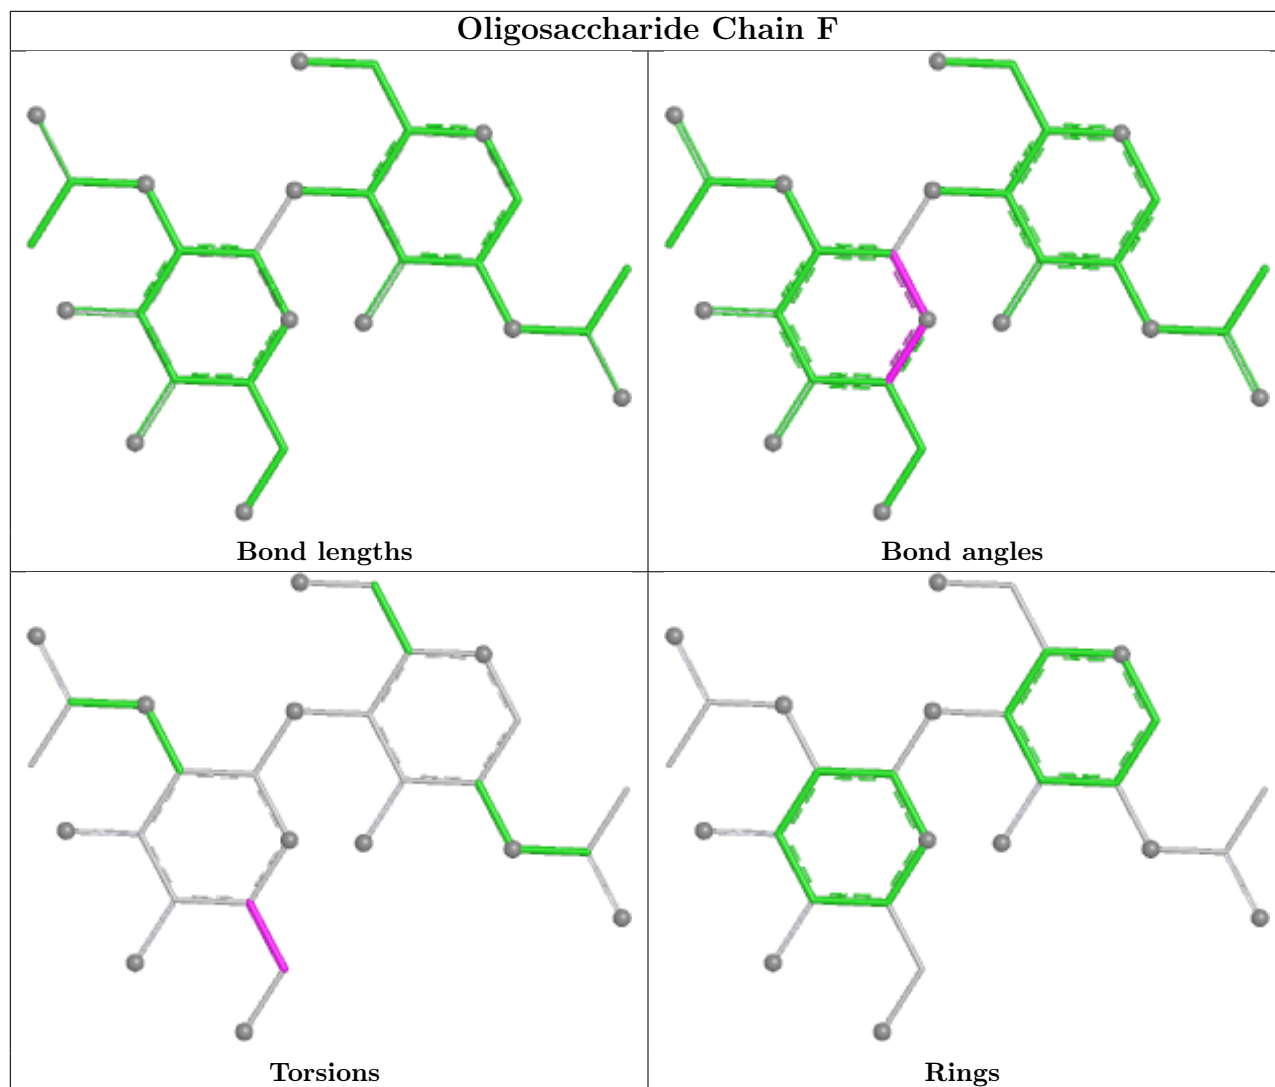 Oligosaccharide Chain F
Bond lengths
Bond angles
Torsions
Rings